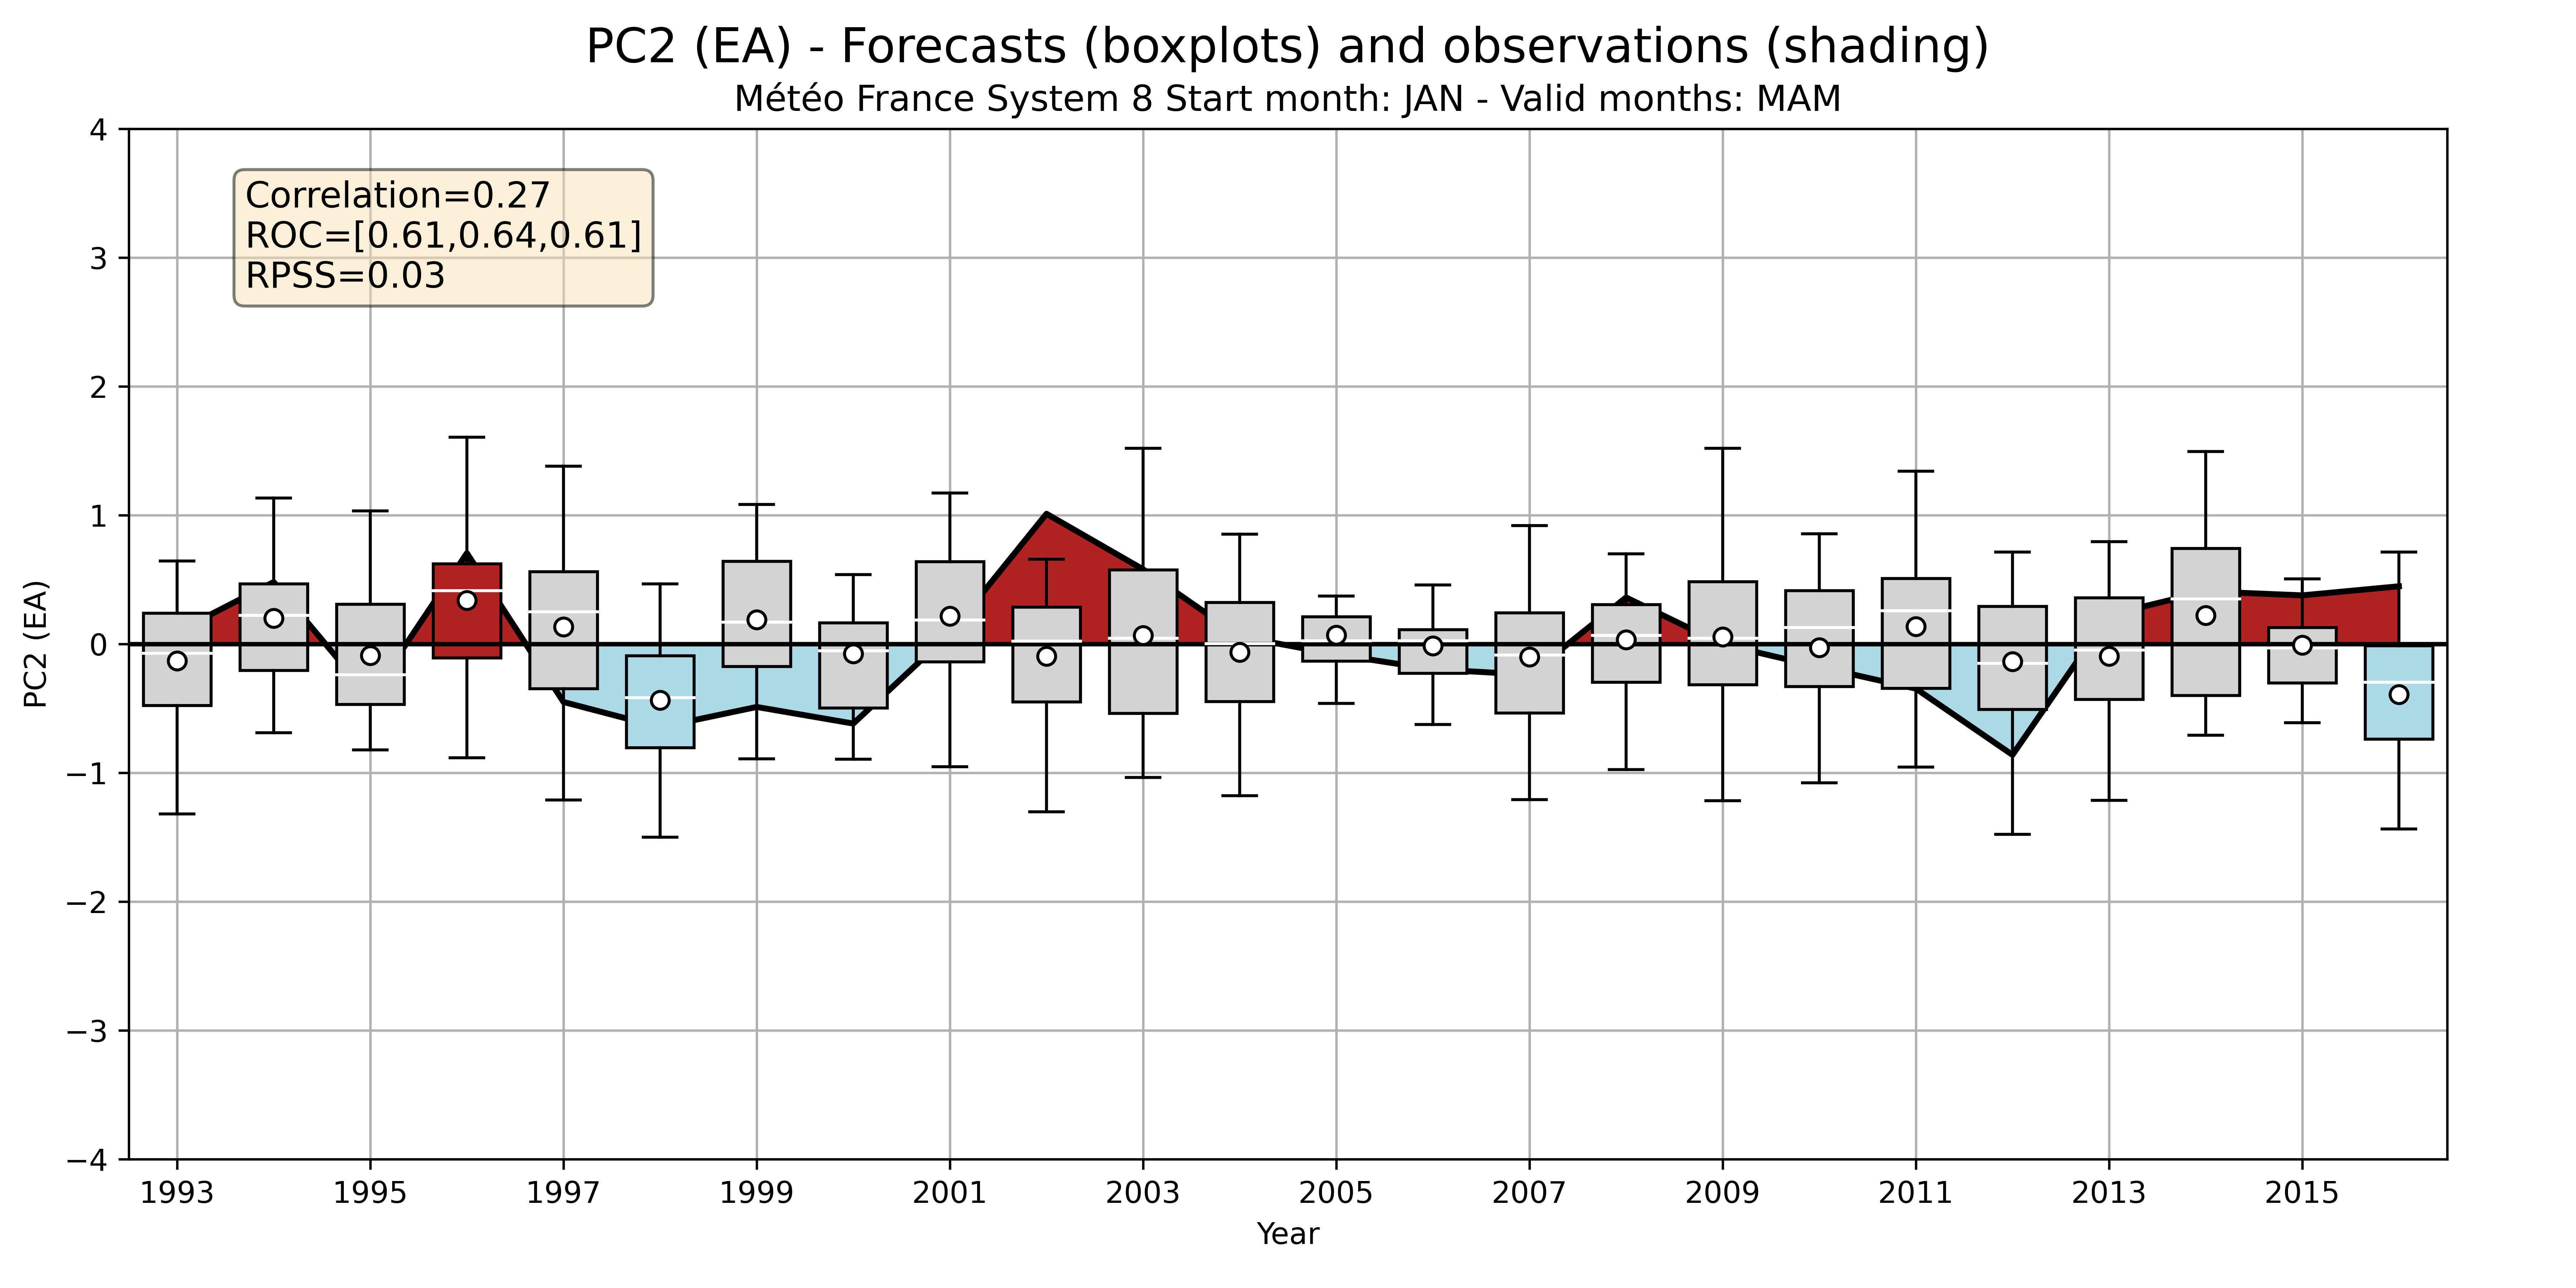 PC2 (EA) - Forecasts (boxplots) and observations (shading)
Météo France System 8 Start month: JAN - Valid months: MAM
Correlation=0.27
ROC=[0.61,0.64,0.61]
RPSS=0.03
PC2 (EA)
4
3
2
1
0
−1
−2
−3
−4
1993 1995 1997 1999 2001 2003 2005 2007 2009 2011 2013 2015
Year